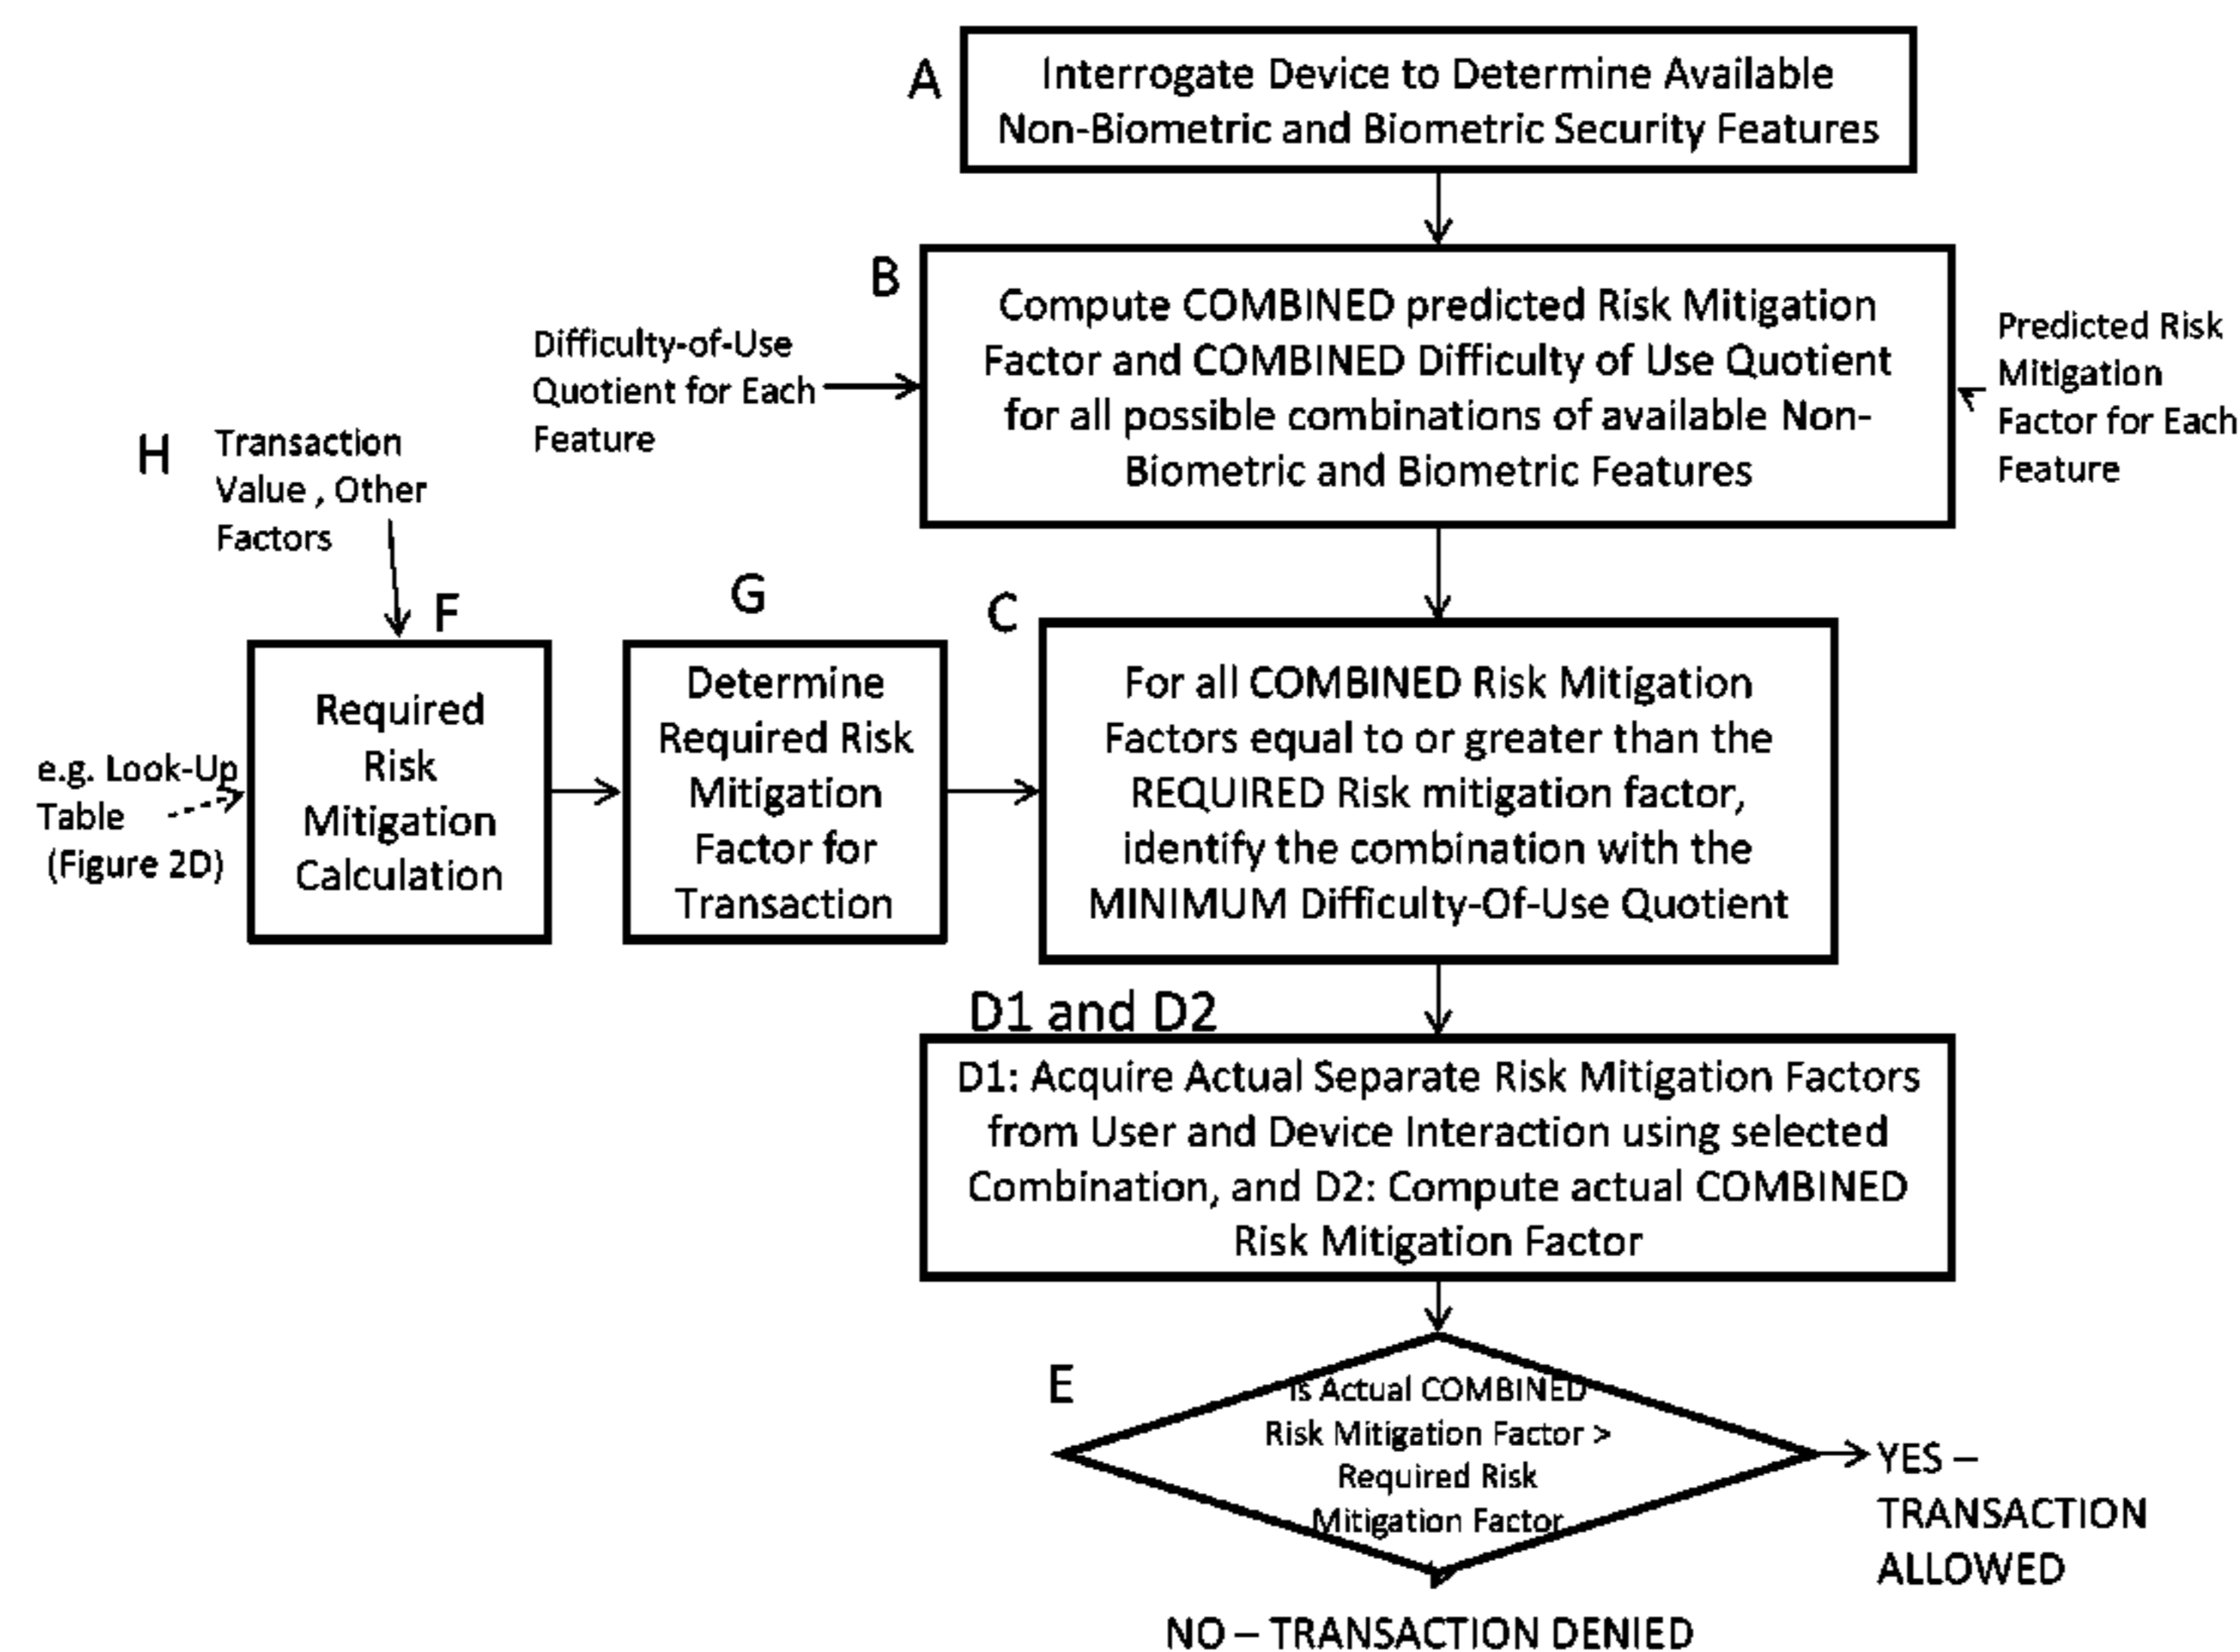 A
Interrogate Device to Determine Available
Non-Biometric and Biometric Security Features
B
Compute COMBINED predicted Risk Mitigation
Factor and COMBINED Difficulty of Use Quotient
for all possible combinations of available Non-
Biometric and Biometric Features
Difficulty-of-Use
Quotient for Each
Feature
Predicted Risk
Mitigation
Factor for Each
Feature
H
Transaction
Value , Other
Factors
F
Required
Risk
Mitigation
Calculation
e.g. Look-Up
Table
(Figure 2D)
G
Determine
Required Risk
Mitigation
Factor for
Transaction
C
For all COMBINED Risk Mitigation
Factors equal to or greater than the
REQUIRED Risk mitigation factor,
identify the combination with the
MINIMUM Difficulty-Of-Use Quotient
D1 and D2
D1: Acquire Actual Separate Risk Mitigation Factors
from User and Device Interaction using selected
Combination, and D2: Compute actual COMBINED
Risk Mitigation Factor
E
Is Actual COMBINED
Risk Mitigation Factor >
Required Risk
Mitigation Factor
YES –
TRANSACTION
ALLOWED
NO – TRANSACTION DENIED